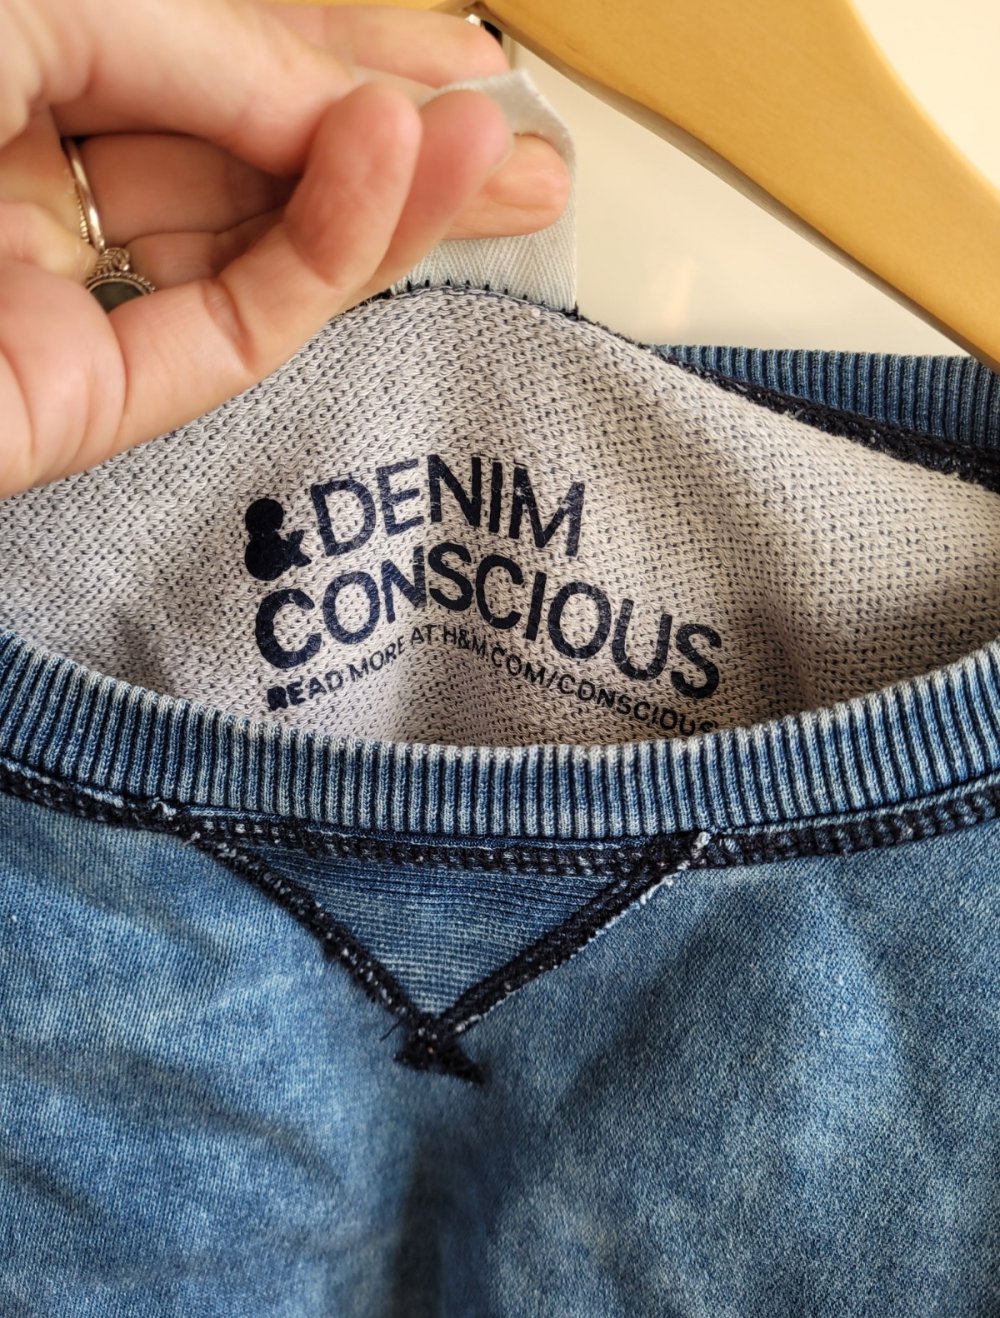 & DENIM
CONSCIOUS
READ MORE AT H&M.COM/CONSCIOUS